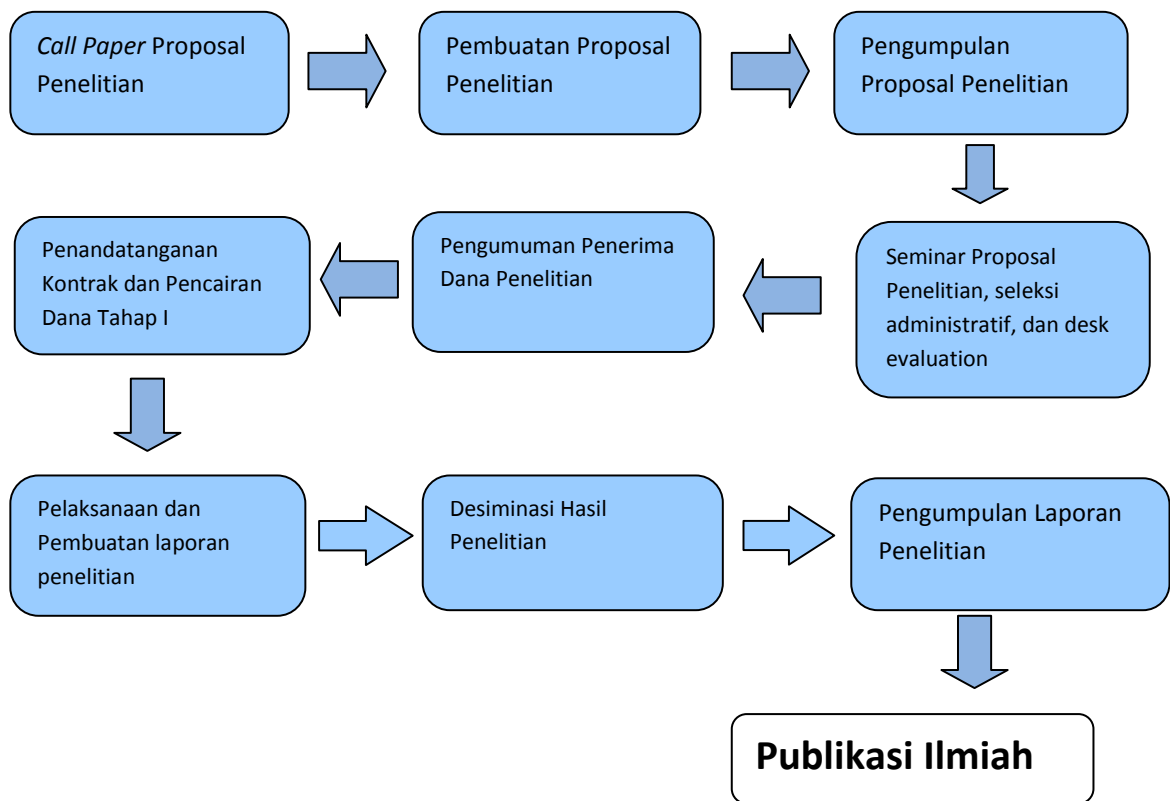 Call Paper Proposal
Penelitian
Pembuatan Proposal
Penelitian
Pengumpulan
Proposal Penelitian
Seminar Proposal
Penelitian, seleksi
administratif, dan desk
evaluation
Pengumuman Penerima
Dana Penelitian
Penandatanganan
Kontrak dan Pencairan
Dana Tahap I
Pelaksanaan dan
Pembuatan laporan
penelitian
Desiminasi Hasil
Penelitian
Pengumpulan Laporan
Penelitian
Publikasi Ilmiah